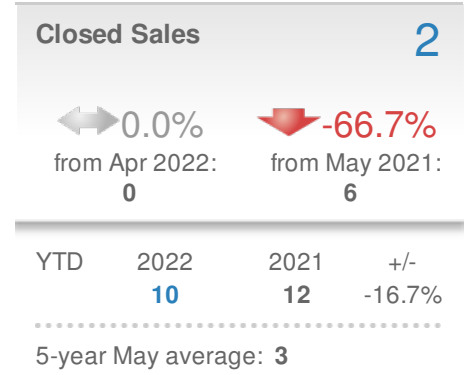 Closed Sales 2
0.0% -66.7%
from Apr 2022: from May 2021:
0 6
YTD 2022 2021 +/-
10 12 -16.7%
5-year May average: 3